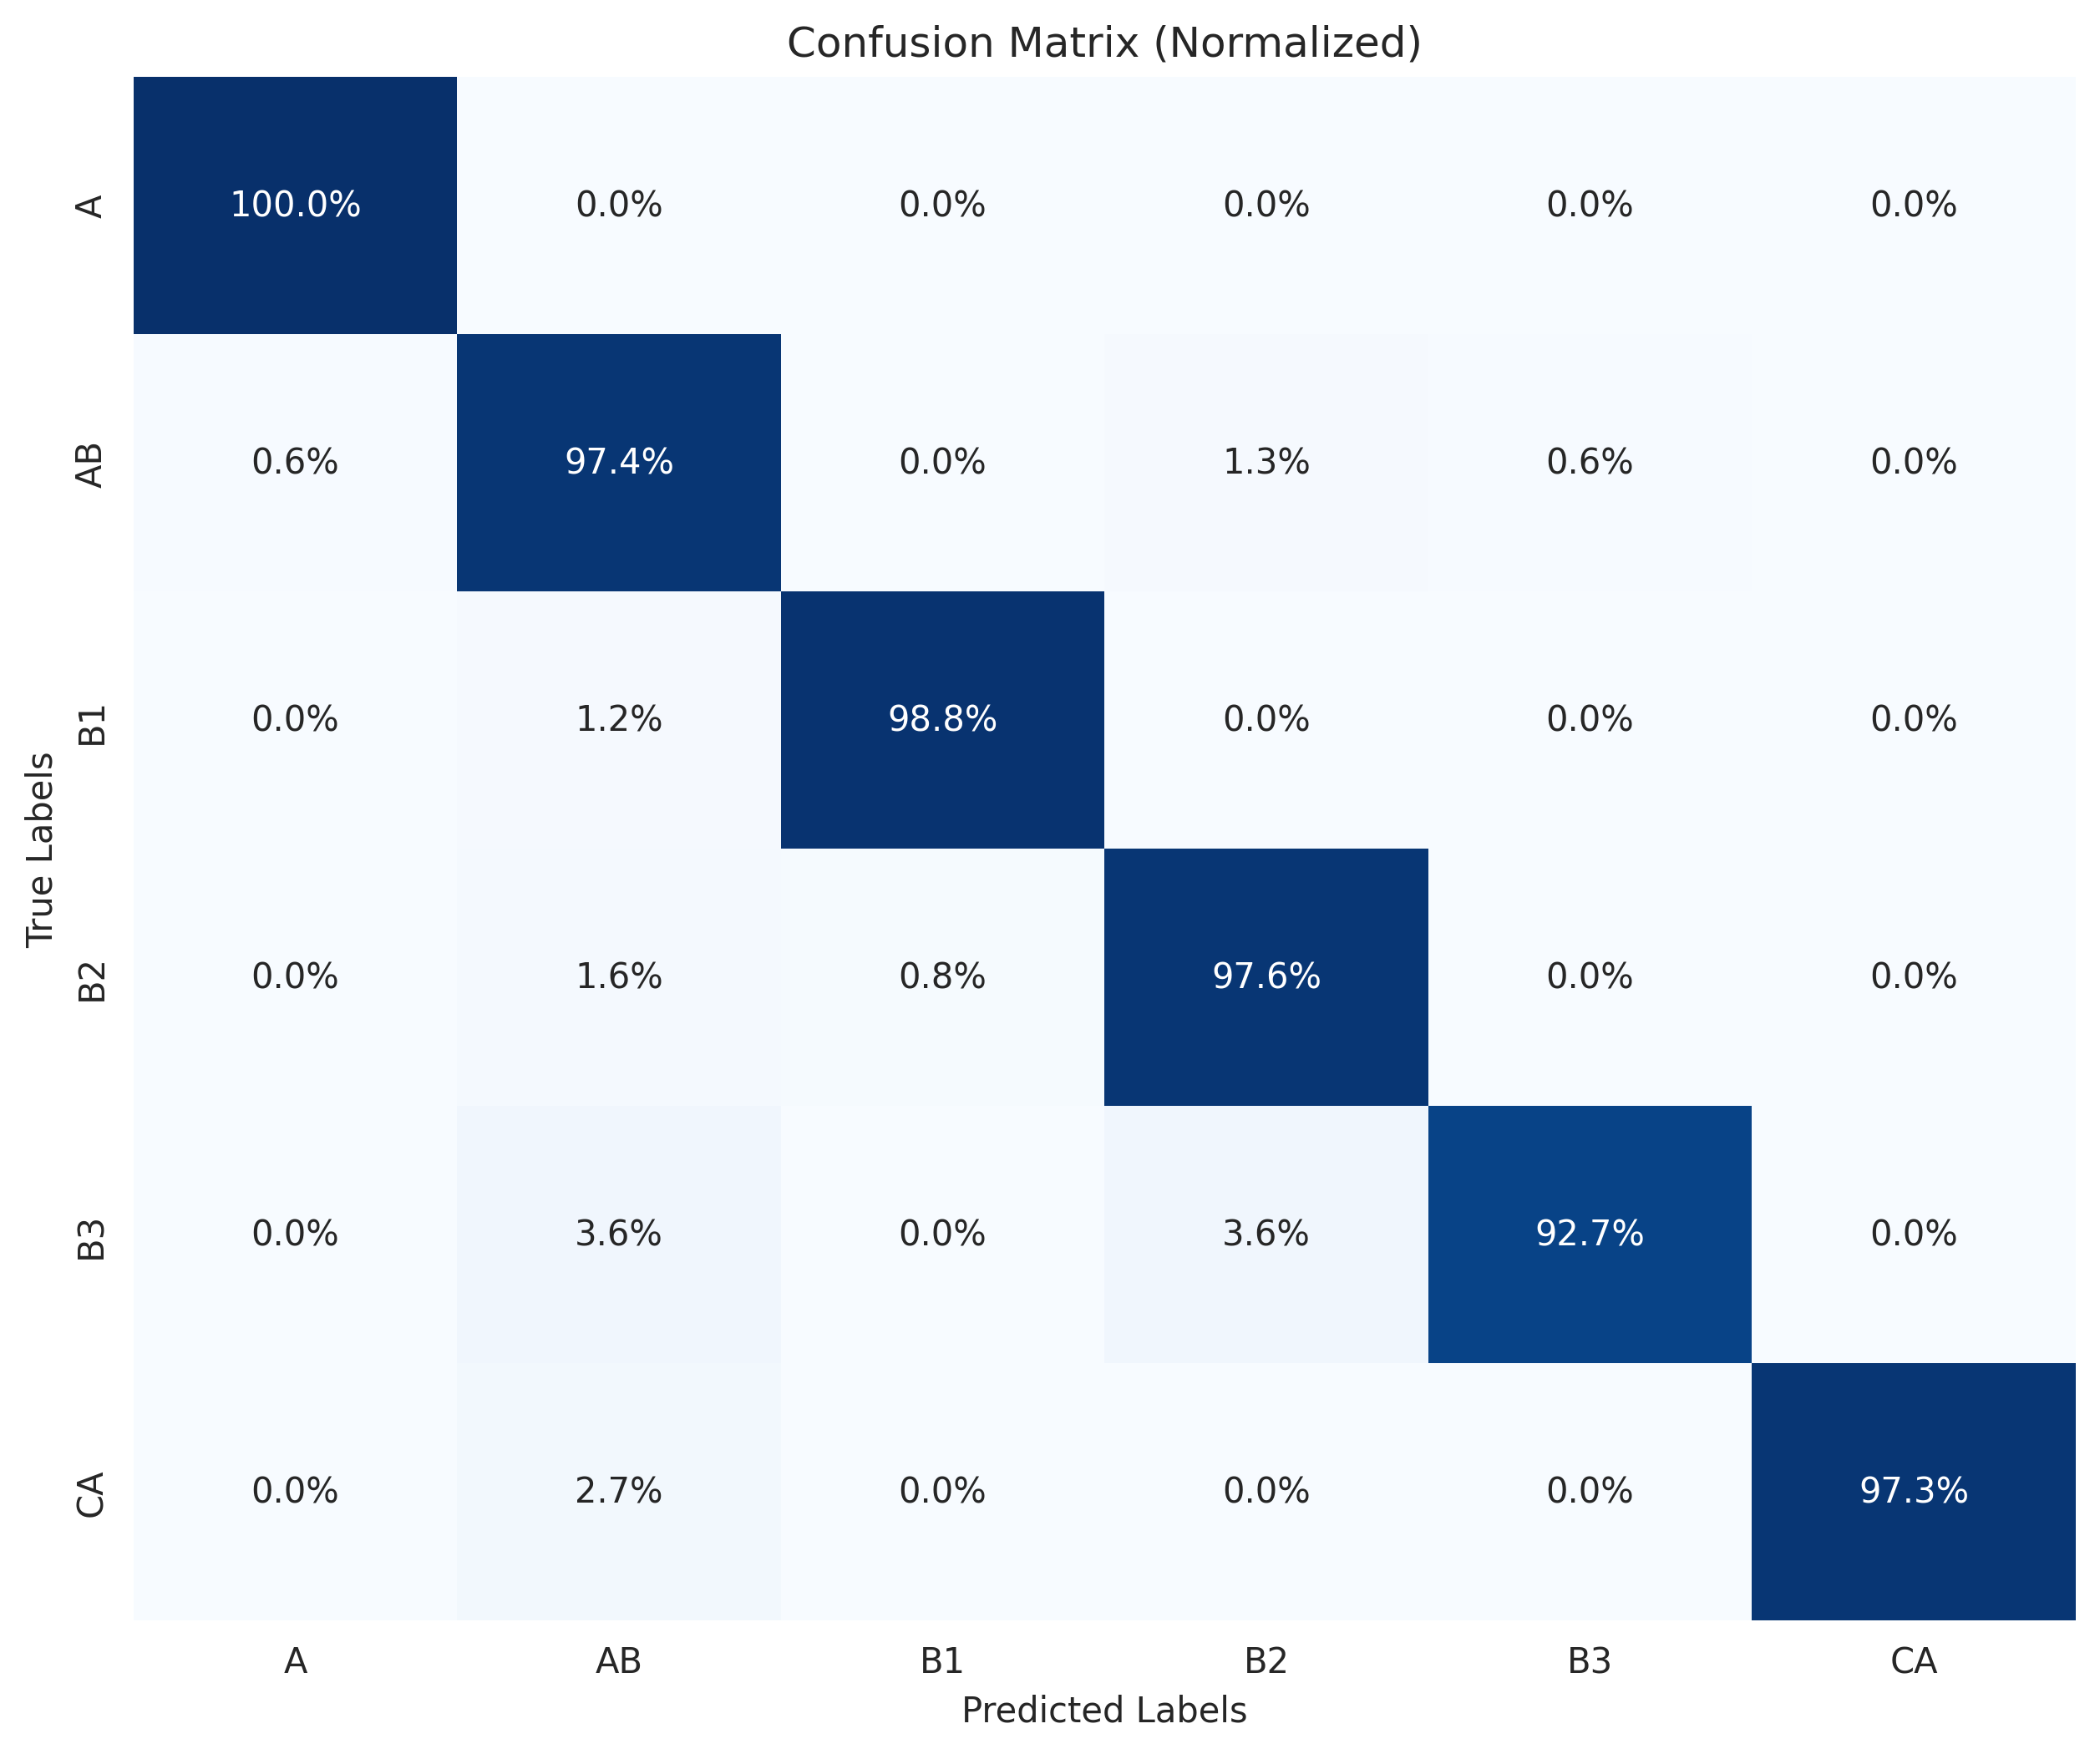 Confusion Matrix (Normalized)
True Labels
A 100.0% 0.0% 0.0% 0.0% 0.0% 0.0%
AB 0.6% 97.4% 0.0% 1.3% 0.6% 0.0%
B1 0.0% 1.2% 98.8% 0.0% 0.0% 0.0%
B2 0.0% 1.6% 0.8% 97.6% 0.0% 0.0%
B3 0.0% 3.6% 0.0% 3.6% 92.7% 0.0%
CA 0.0% 2.7% 0.0% 0.0% 0.0% 97.3%
A AB B1 B2 B3 CA
Predicted Labels